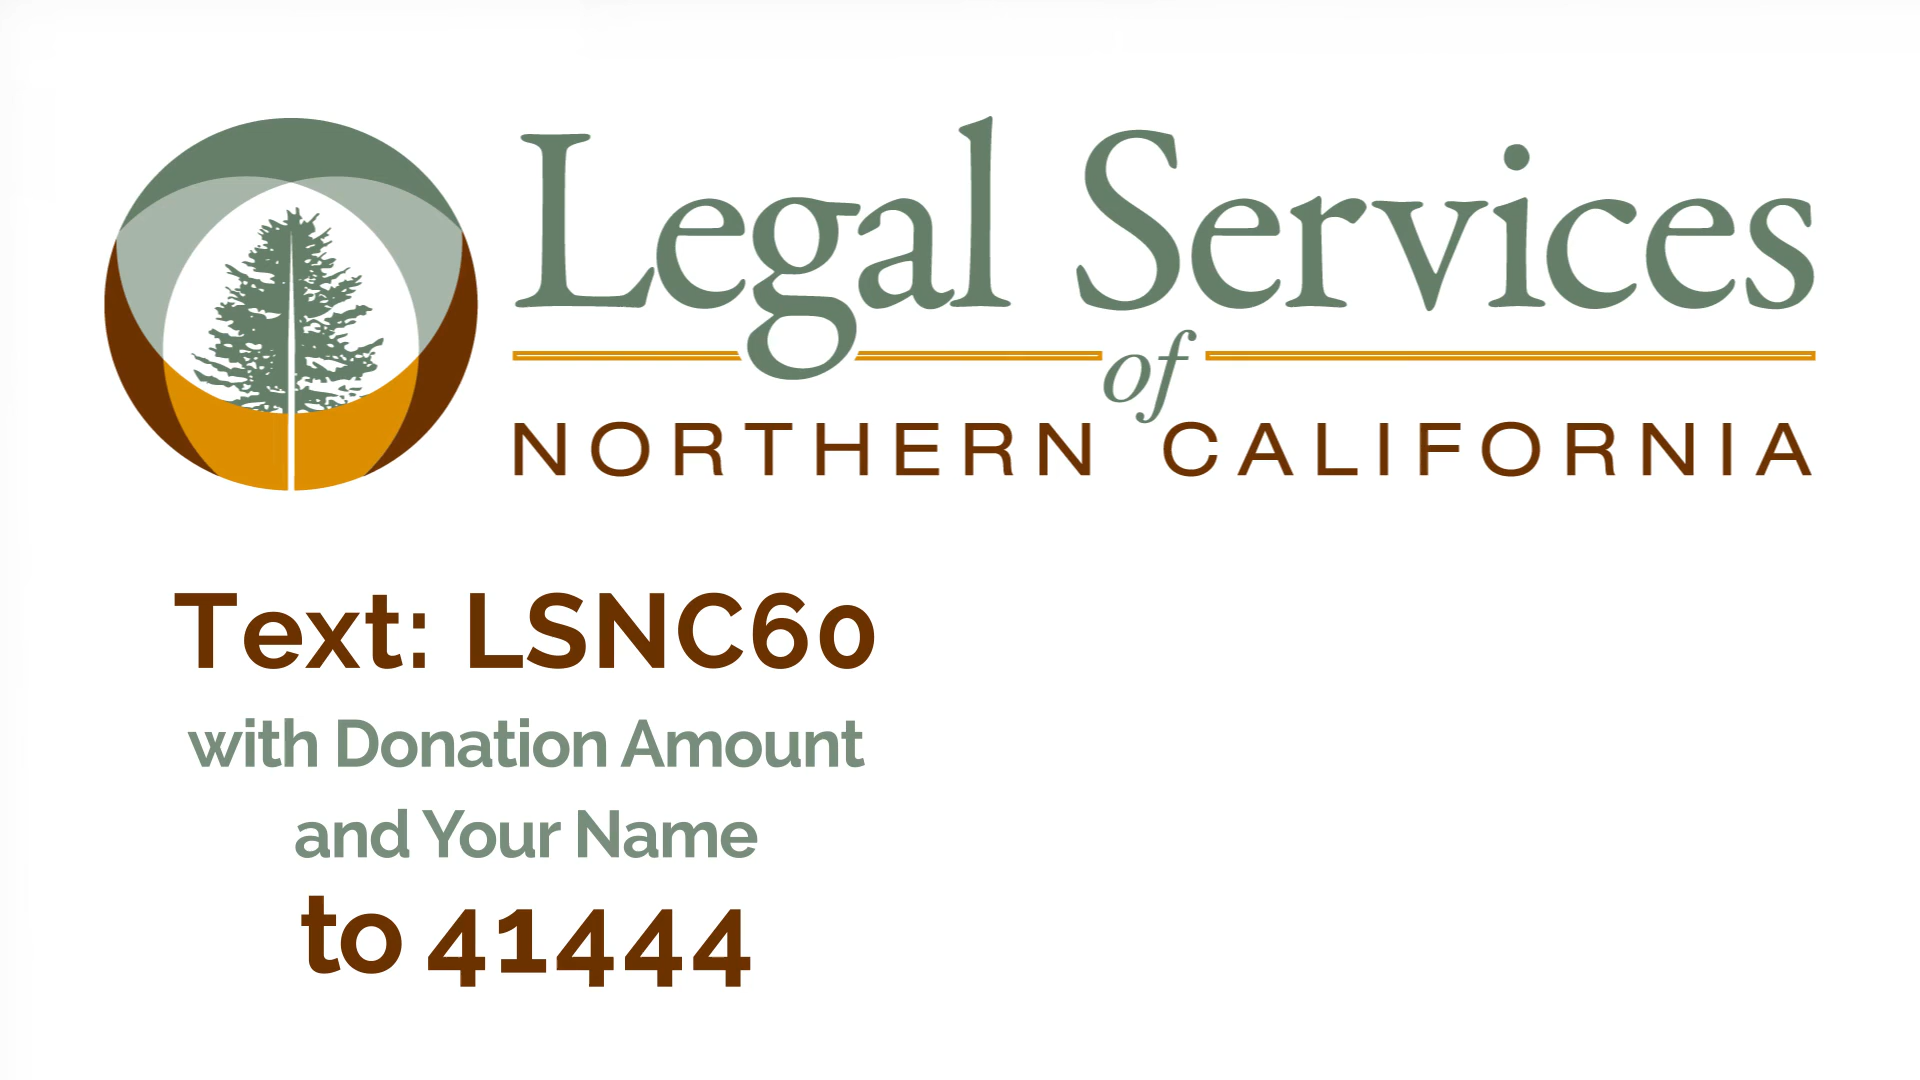 Legal Services
of
NORTHERN CALIFORNIA
Text: LSNC60
with Donation Amount
and Your Name
to 41444